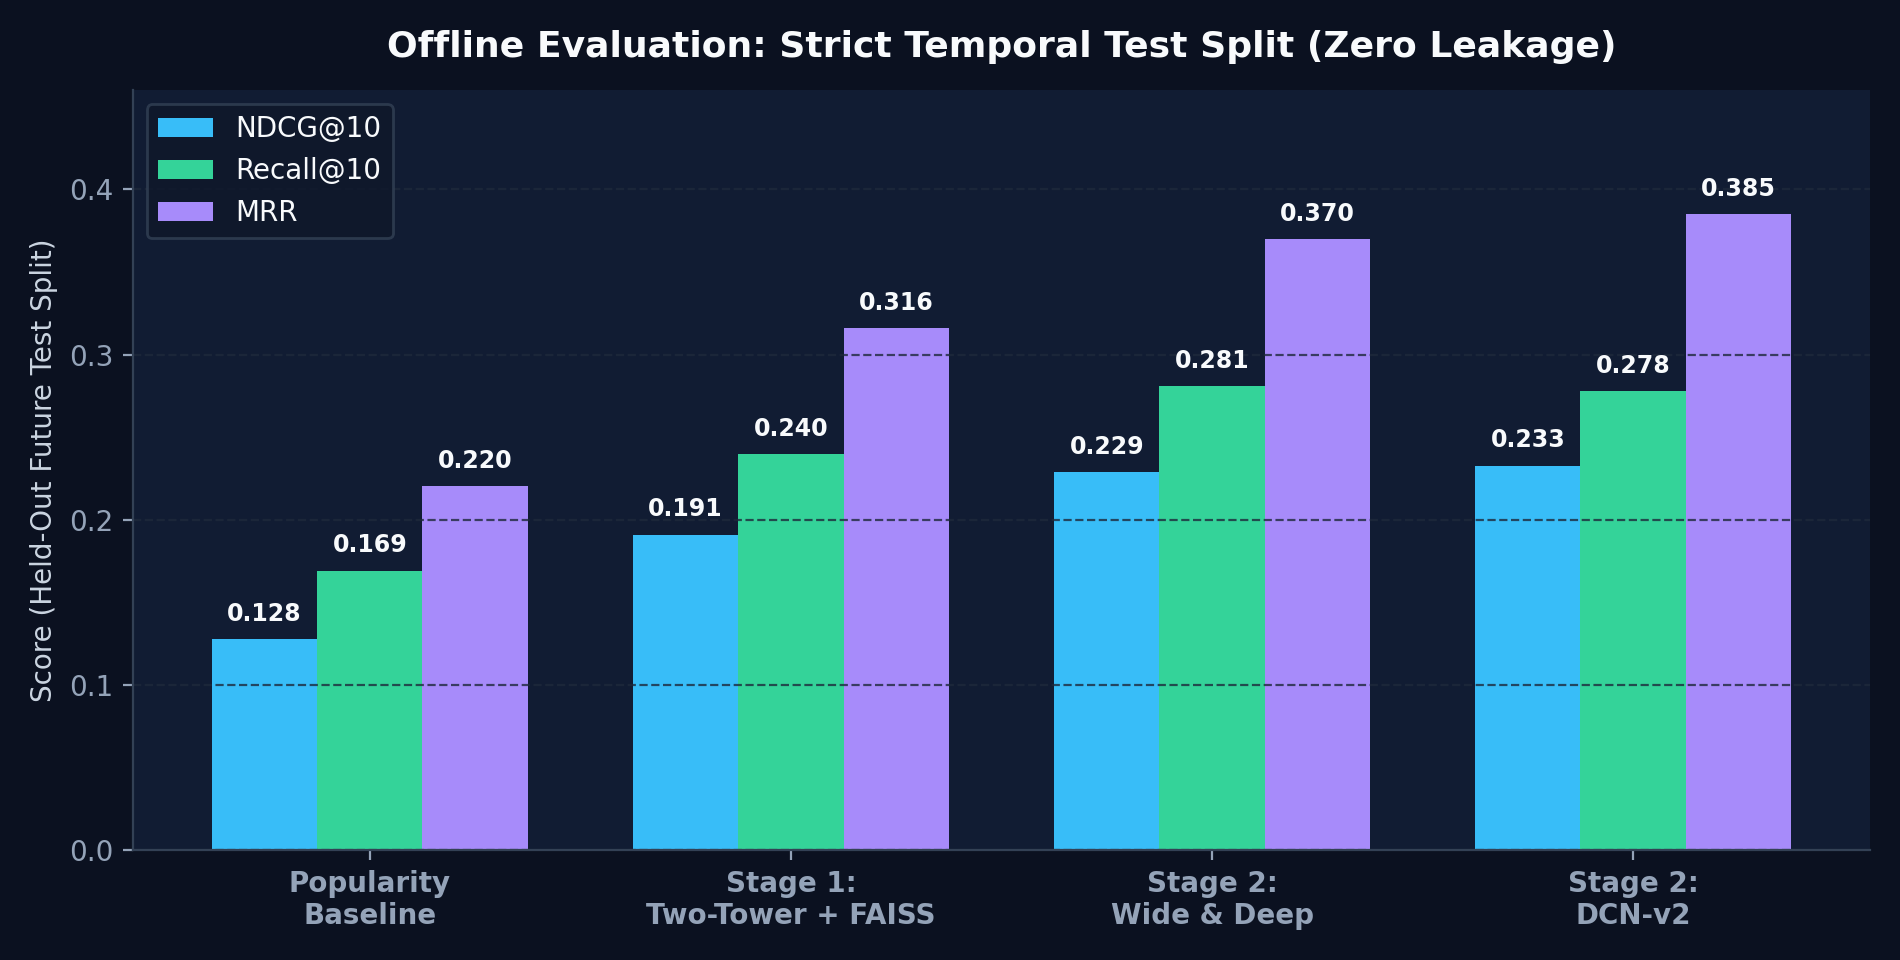 Offline Evaluation: Strict Temporal Test Split (Zero Leakage)
NDCG@10
Recall@10
MRR
Score (Held-Out Future Test Split)
0.4
0.3
0.2
0.1
0.0
0.128
0.169
0.220
0.191
0.240
0.316
0.229
0.281
0.370
0.233
0.278
0.385
Popularity
Baseline
Stage 1:
Two-Tower + FAISS
Stage 2:
Wide & Deep
Stage 2:
DCN-v2